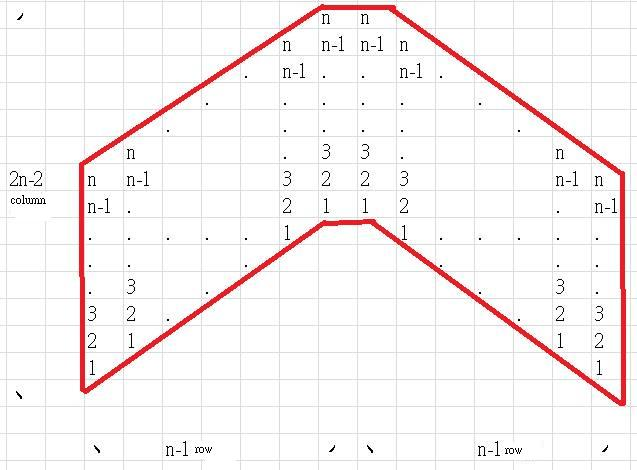 n n
n n-1 n-1 n
n-1 . . n-1
. . . . . .
. . . . . .
n . 3 3 . n
2n-2 n n-1 3 2 2 3 n-1 n
column n-1 . 2 1 1 2 . n-1
. . . . . 1 1 . . . . .
. . . . . .
. 3 . . 3 .
3 2 . . 2 3
2 1 1 2
1 1
n-1 row n-1 row